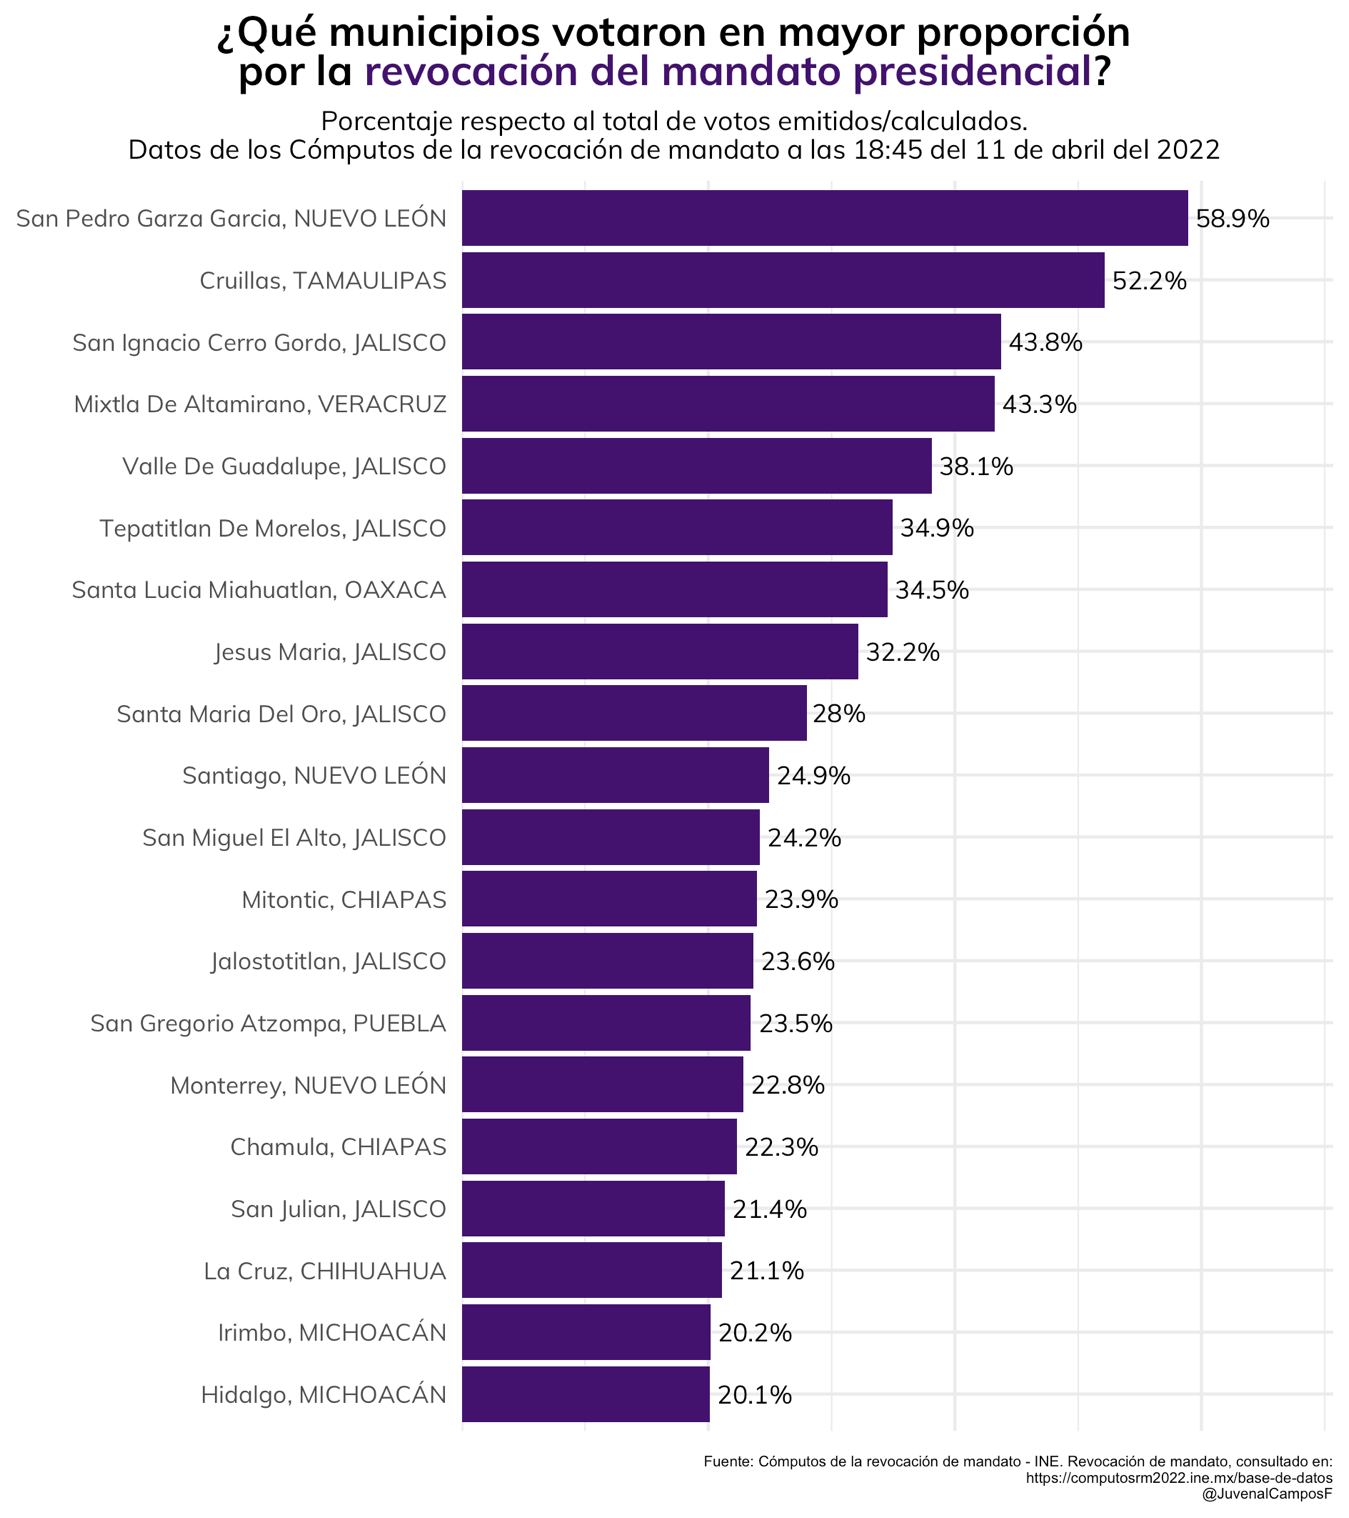 ¿Qué municipios votaron en mayor proporción
por la revocación del mandato presidencial?
Porcentaje respecto al total de votos emitidos/calculados.
Datos de los Cómputos de la revocación de mandato a las 18:45 del 11 de abril del 2022
San Pedro Garza Garcia, NUEVO LEÓN 58.9%
Cruillas, TAMAULIPAS 52.2%
San Ignacio Cerro Gordo, JALISCO 43.8%
Mixtla De Altamirano, VERACRUZ 43.3%
Valle De Guadalupe, JALISCO 38.1%
Tepatitlan De Morelos, JALISCO 34.9%
Santa Lucia Miahuatlan, OAXACA 34.5%
Jesus Maria, JALISCO 32.2%
Santa Maria Del Oro, JALISCO 28%
Santiago, NUEVO LEÓN 24.9%
San Miguel El Alto, JALISCO 24.2%
Mitontic, CHIAPAS 23.9%
Jalostotitlan, JALISCO 23.6%
San Gregorio Atzompa, PUEBLA 23.5%
Monterrey, NUEVO LEÓN 22.8%
Chamula, CHIAPAS 22.3%
San Julian, JALISCO 21.4%
La Cruz, CHIHUAHUA 21.1%
Irimbo, MICHOACÁN 20.2%
Hidalgo, MICHOACÁN 20.1%
Fuente: Cómputos de la revocación de mandato - INE. Revocación de mandato, consultado en:
https://computosrm2022.ine.mx/base-de-datos
@JuvenalCamposF